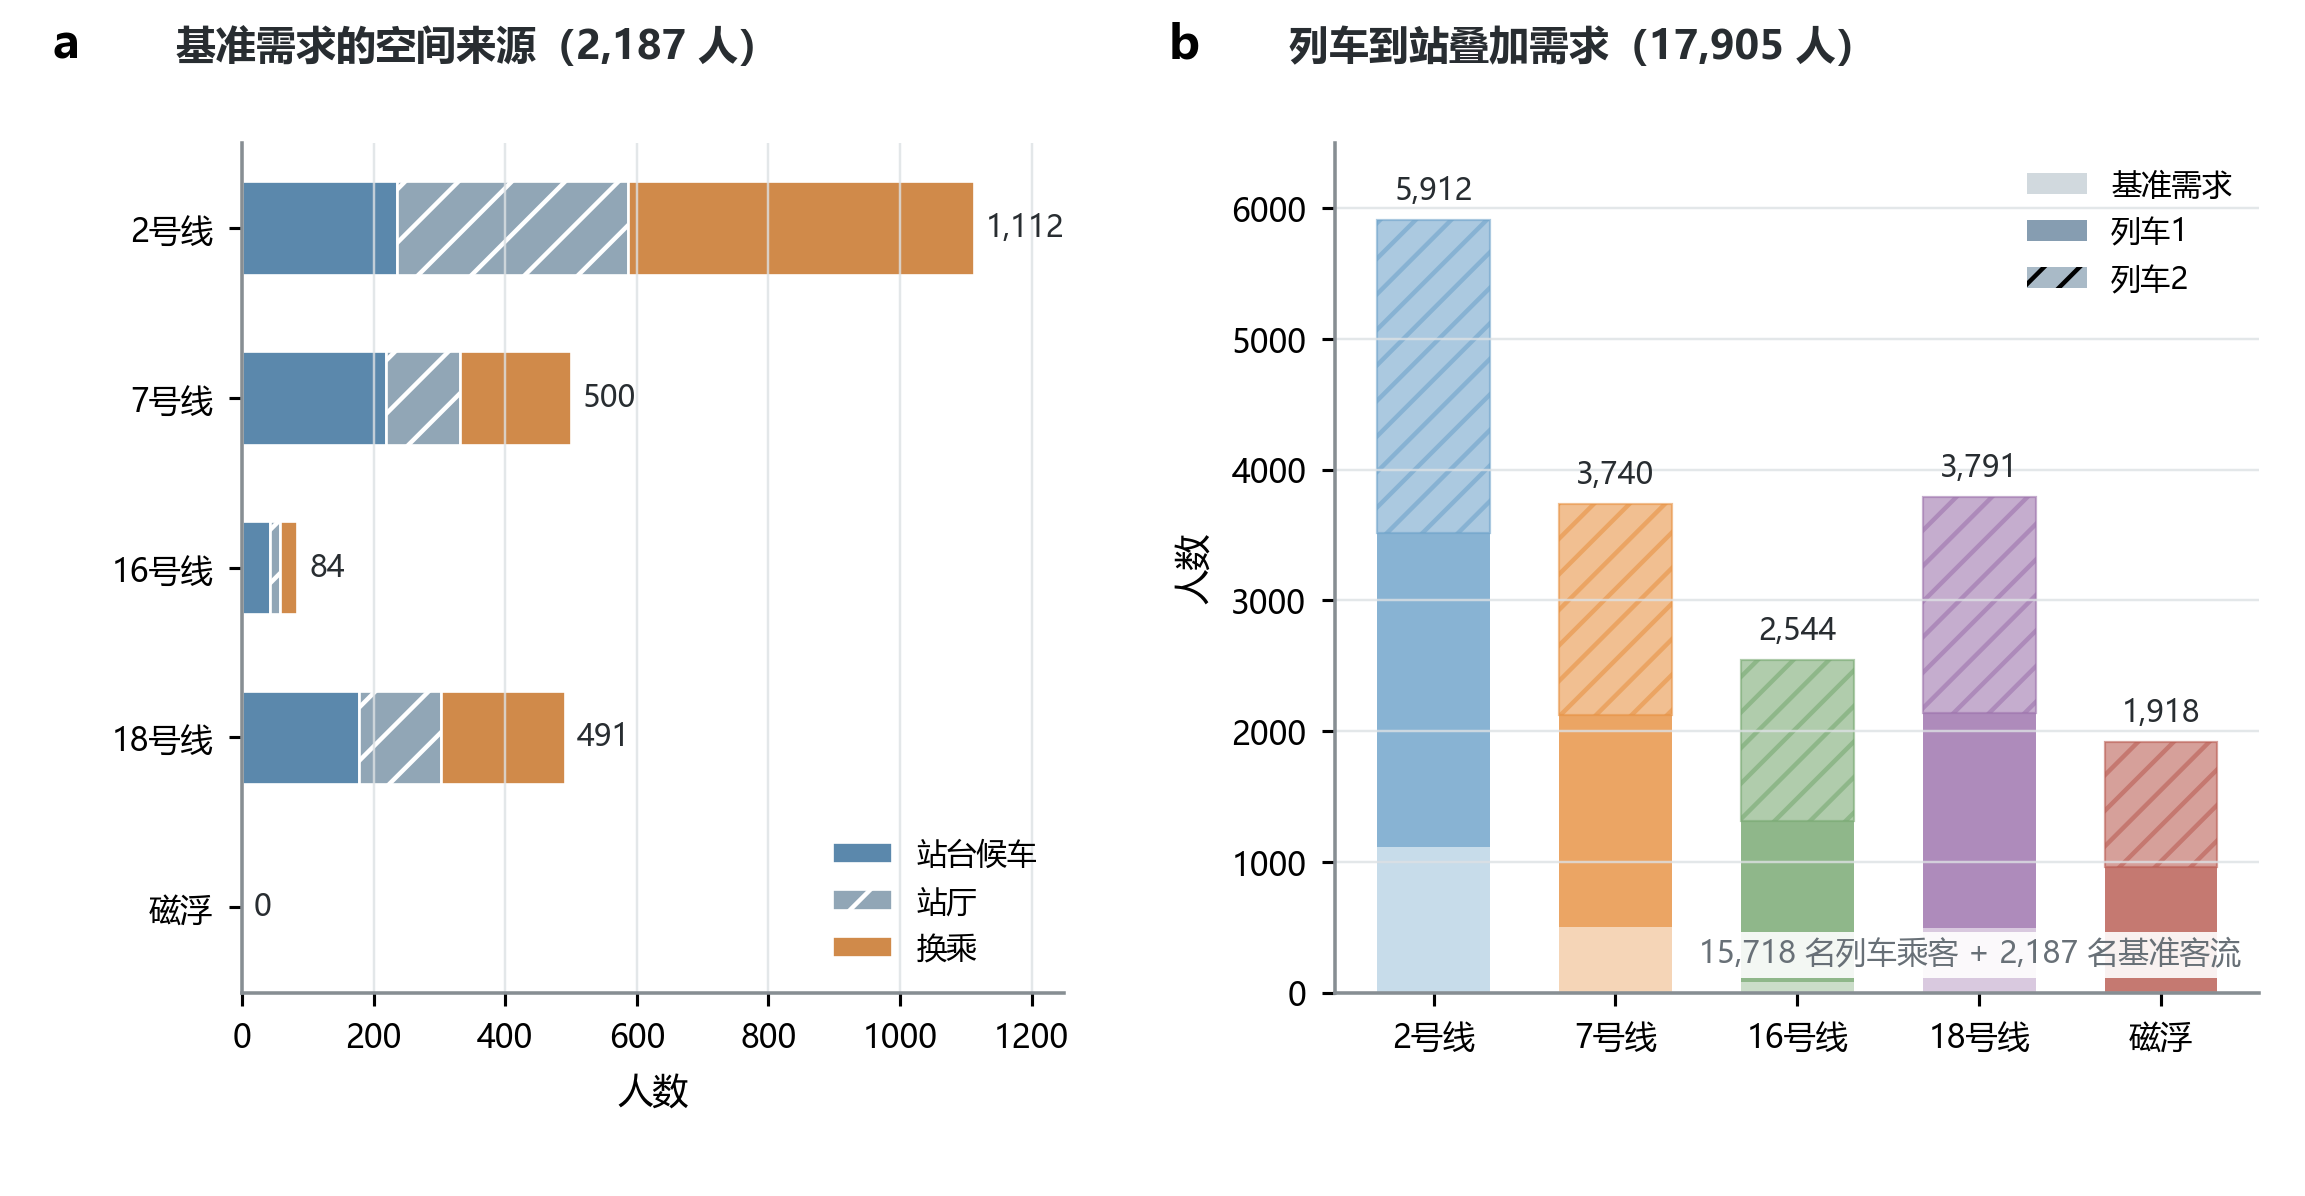 a
基准需求的空间来源（2,187 人）
2号线
7号线
16号线
18号线
磁浮
1,112
500
84
491
0
站台候车
站厅
换乘
0 200 400 600 800 1000 1200
人数
b
列车到站叠加需求（17,905 人）
基准需求
列车1
列车2
人数
6000
5000
4000
3000
2000
1000
0
5,912
3,740
2,544
3,791
1,918
15,718 名列车乘客 + 2,187 名基准客流
2号线 7号线 16号线 18号线 磁浮